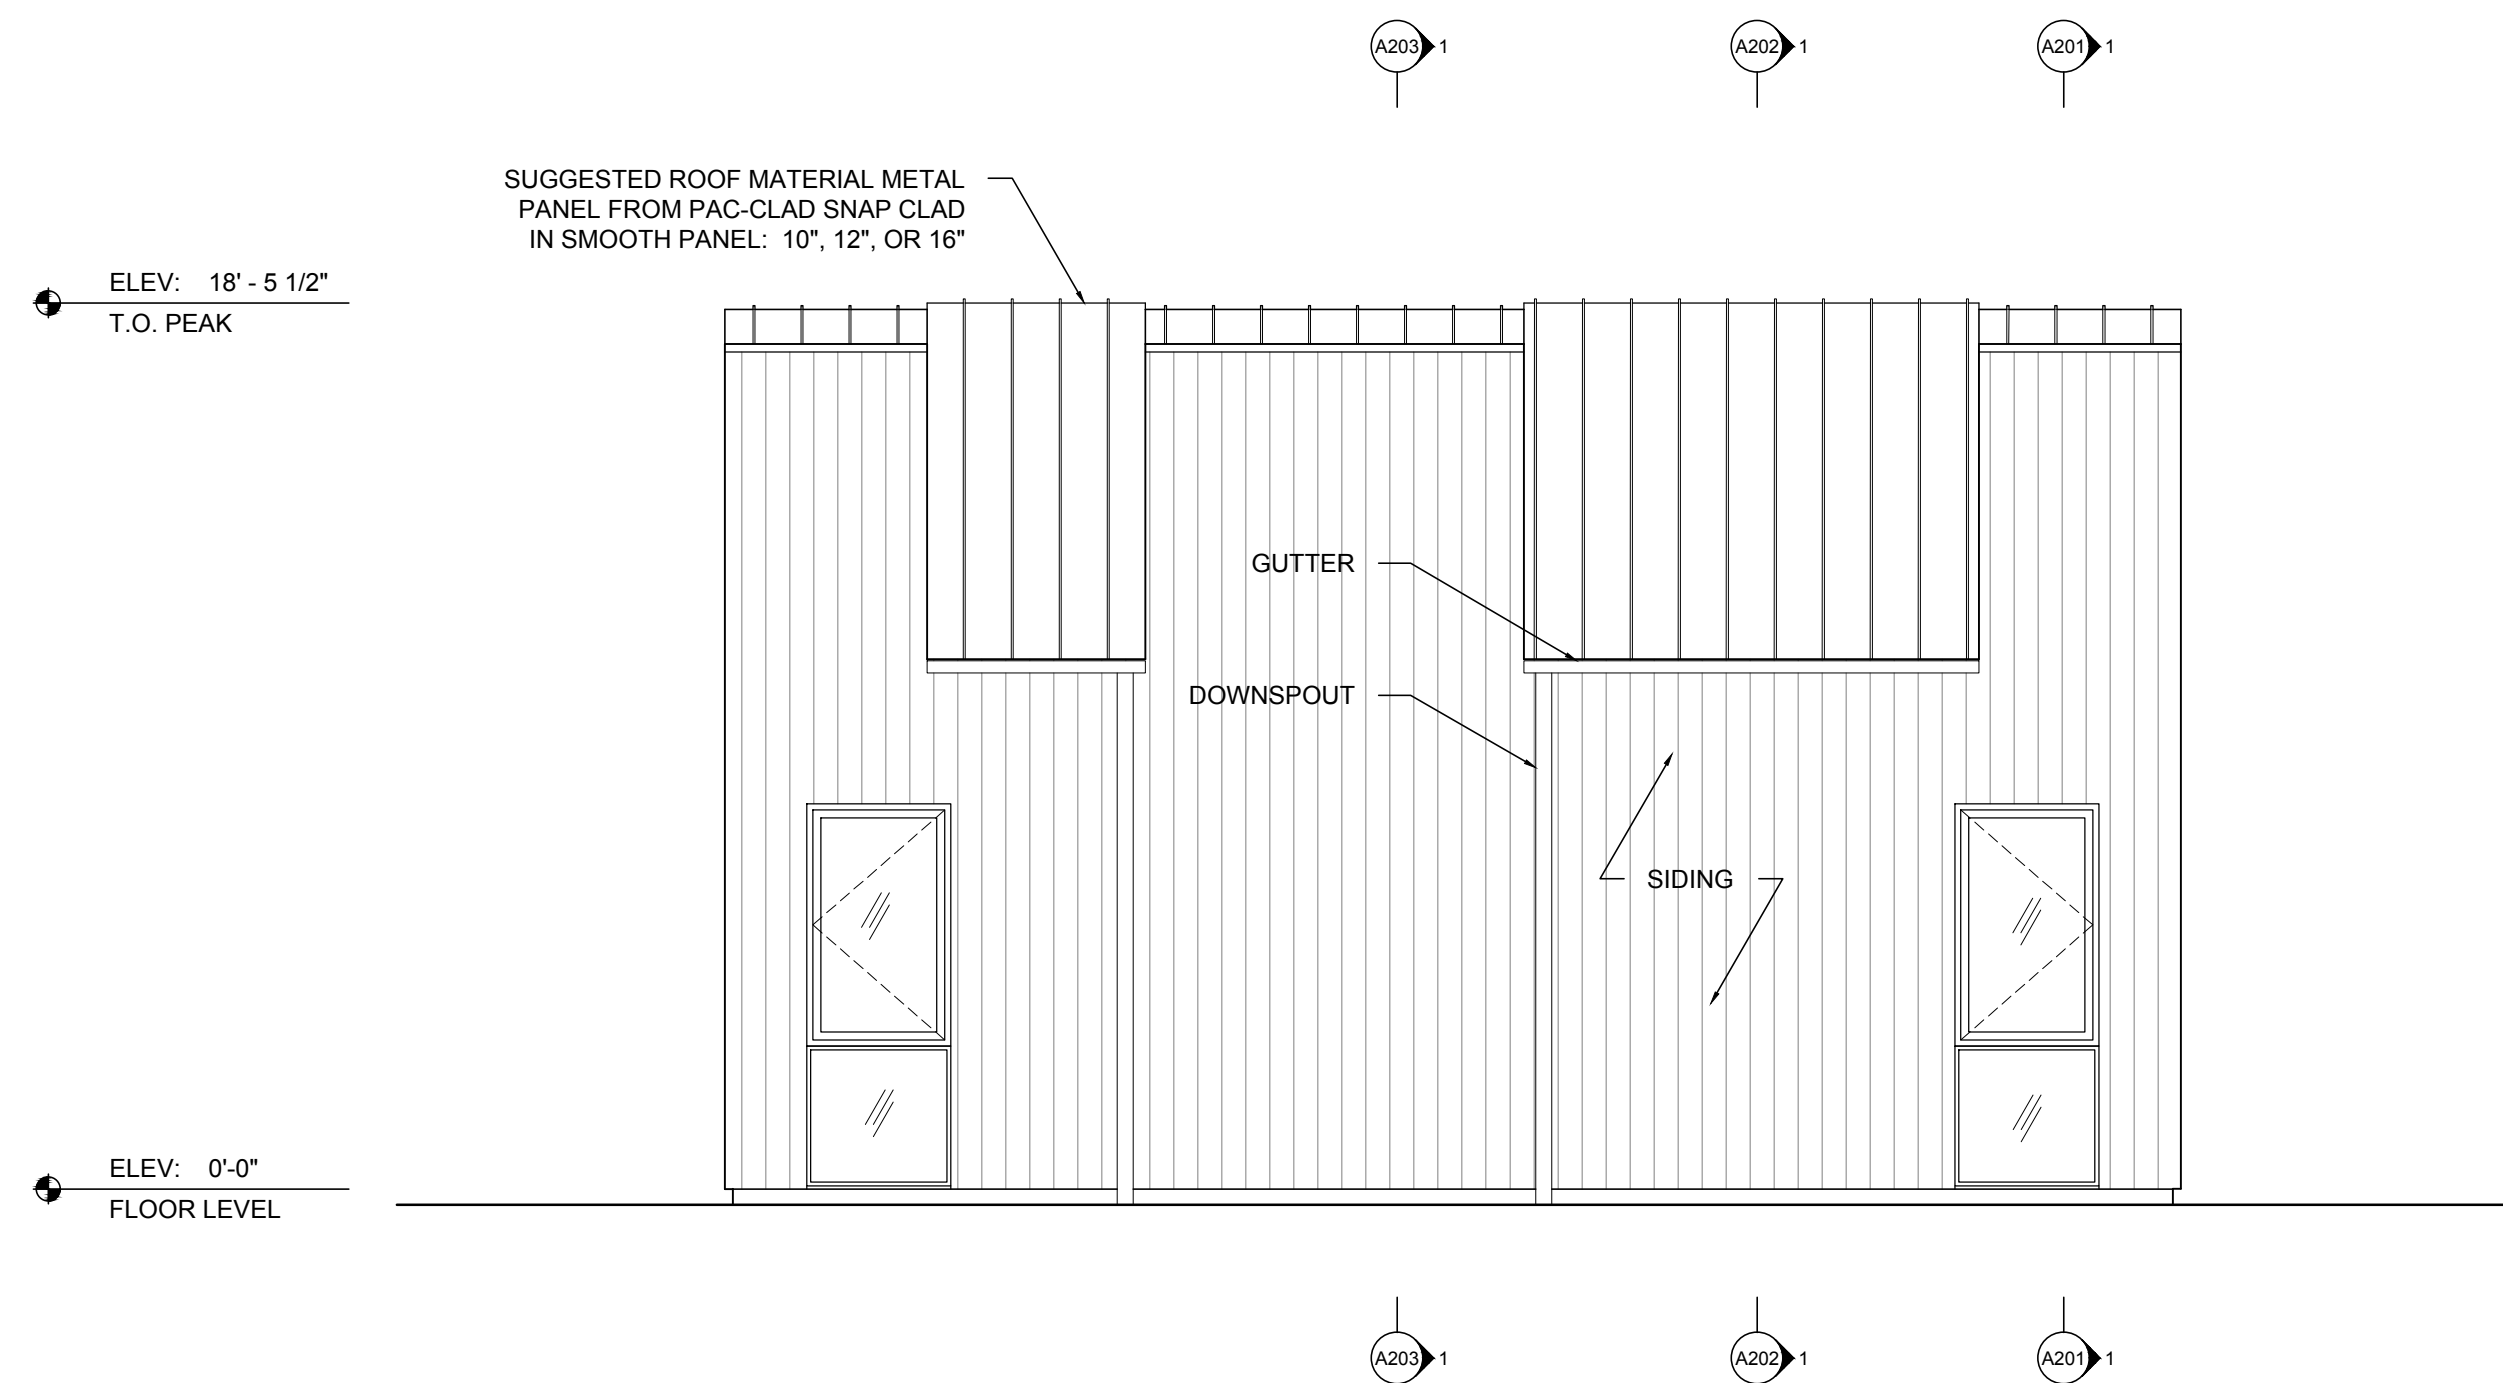 A203 1
A202 1
A201 1
SUGGESTED ROOF MATERIAL METAL
PANEL FROM PAC-CLAD SNAP CLAD
IN SMOOTH PANEL: 10", 12", OR 16"
ELEV: 18' - 5 1/2"
T.O. PEAK
GUTTER
DOWNSPOUT
SIDING
ELEV: 0'-0"
FLOOR LEVEL
A203 1
A202 1
A201 1